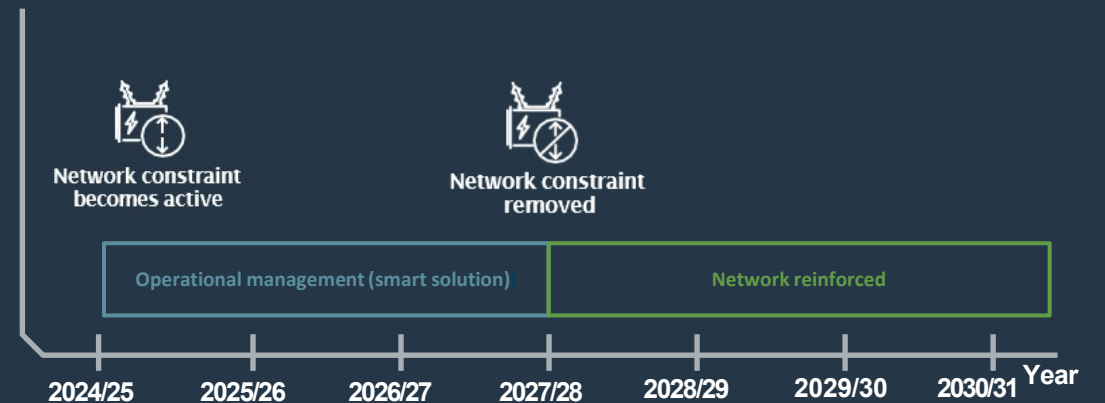 Network constraint
becomes active
Network constraint
removed
Operational management (smart solution)
Network reinforced
2024/25
2025/26
2026/27
2027/28
2028/29
2029/30
2030/31
Year